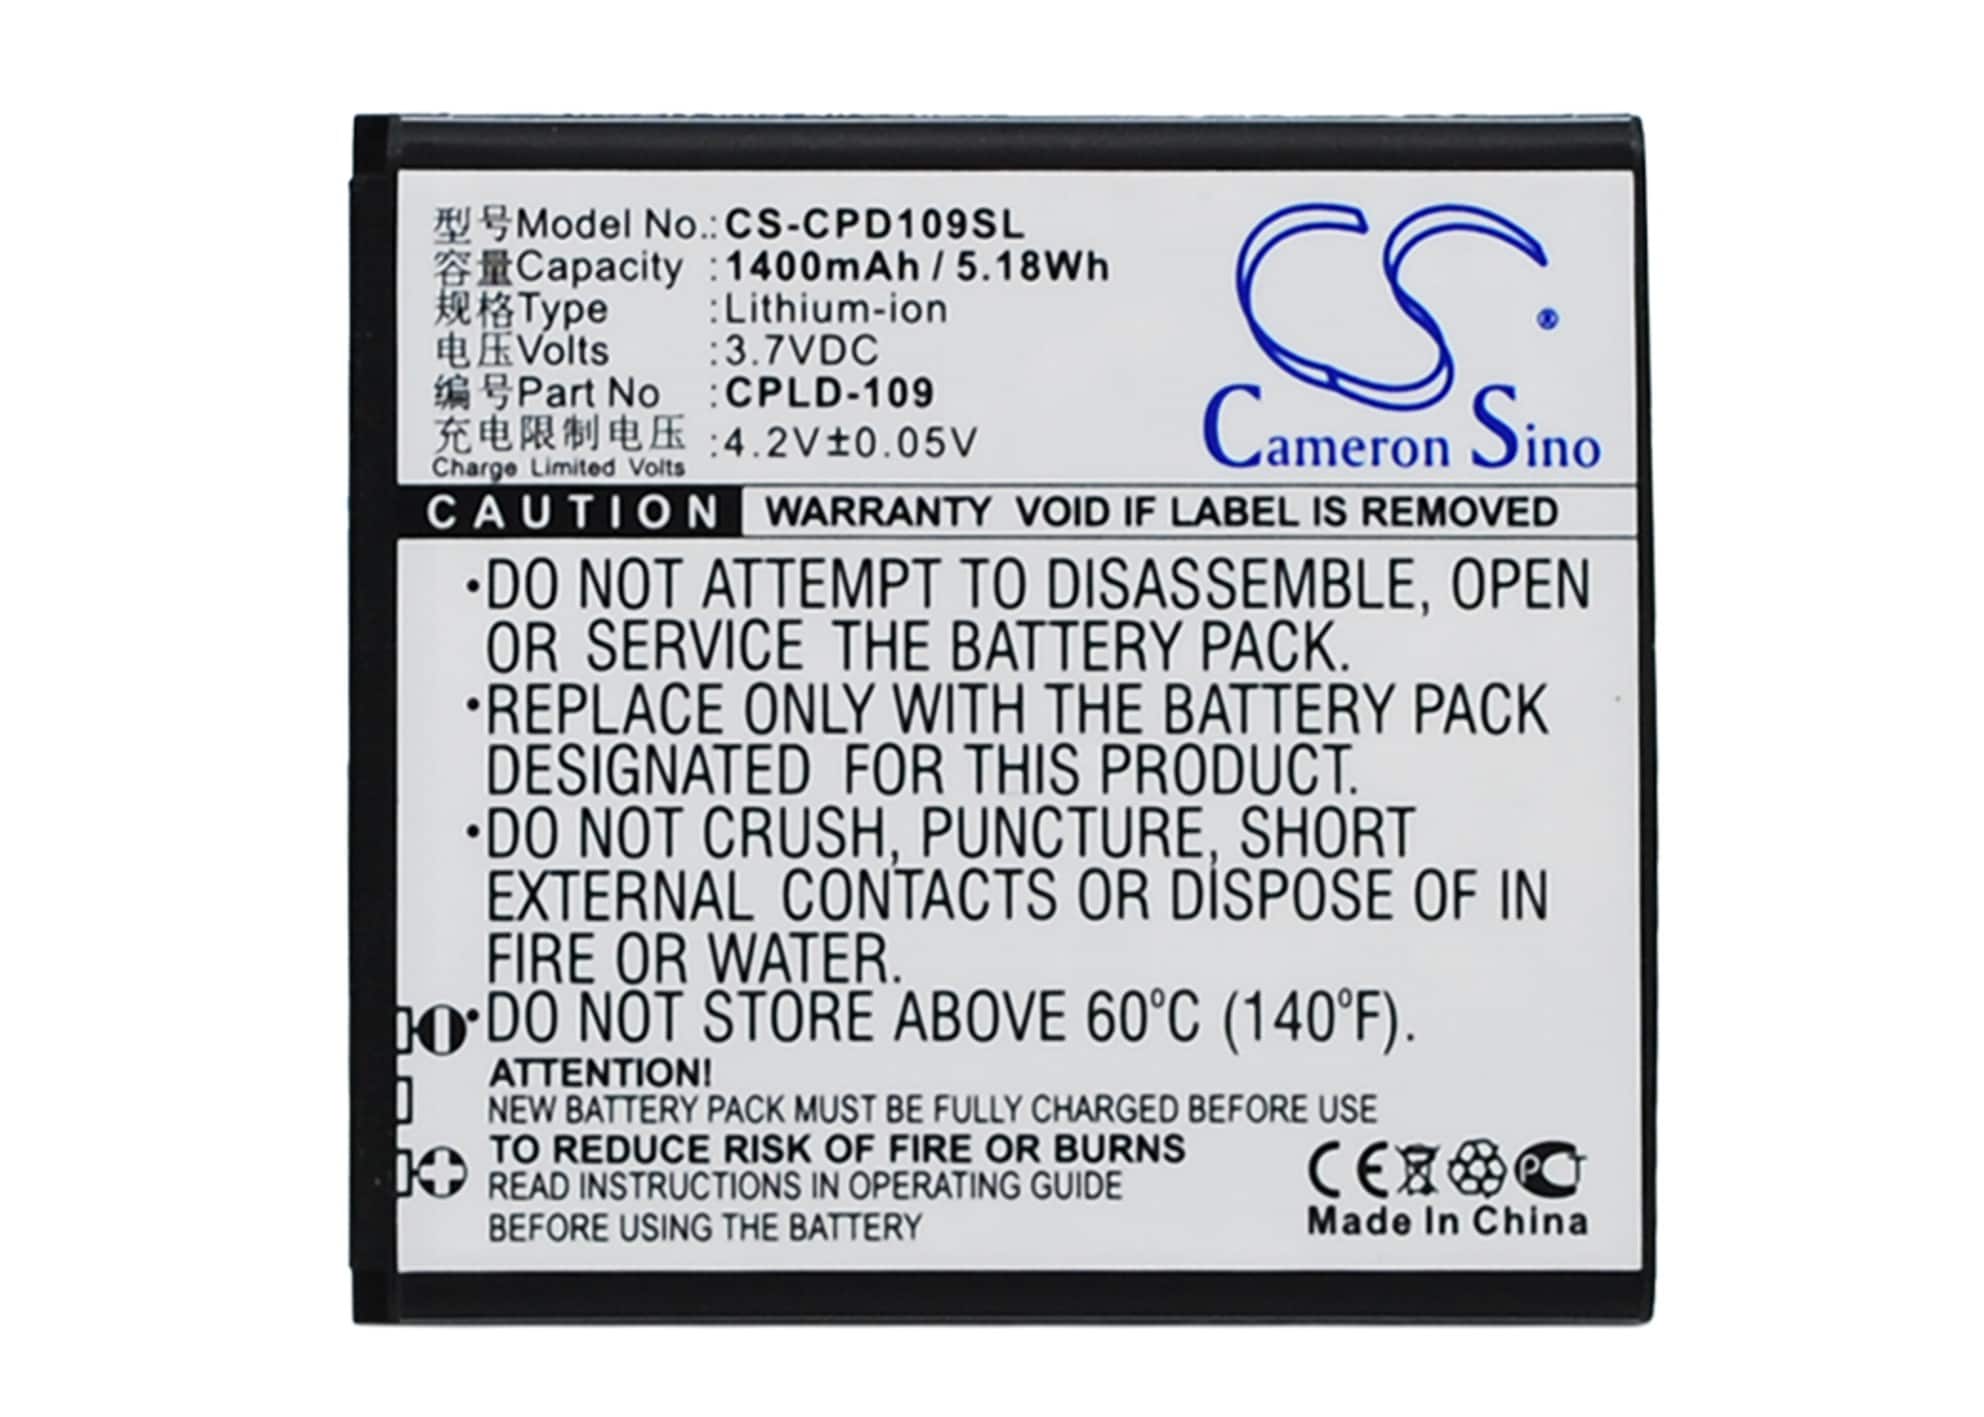 型号Model No.:CS-CPD109SL
容量Capacity :1400mAh / 5.18Wh
规格Type :Lithium-ion
电压Volts :3.7VDC
编号Part No :CPLD-109
充电限制电压 :4.2V±0.05V
Charge Limited Volts
CS ®
Cameron Sino
CAUTION WARRANTY VOID IF LABEL IS REMOVED
•DO NOT ATTEMPT TO DISASSEMBLE, OPEN
OR SERVICE THE BATTERY PACK.
•REPLACE ONLY WITH THE BATTERY PACK
DESIGNATED FOR THIS PRODUCT.
•DO NOT CRUSH, PUNCTURE, SHORT
EXTERNAL CONTACTS OR DISPOSE OF IN
FIRE OR WATER.
•DO NOT STORE ABOVE 60°C (140°F).
ATTENTION!
NEW BATTERY PACK MUST BE FULLY CHARGED BEFORE USE
TO REDUCE RISK OF FIRE OR BURNS
READ INSTRUCTIONS IN OPERATING GUIDE
BEFORE USING THE BATTERY
CE PCT
Made In China